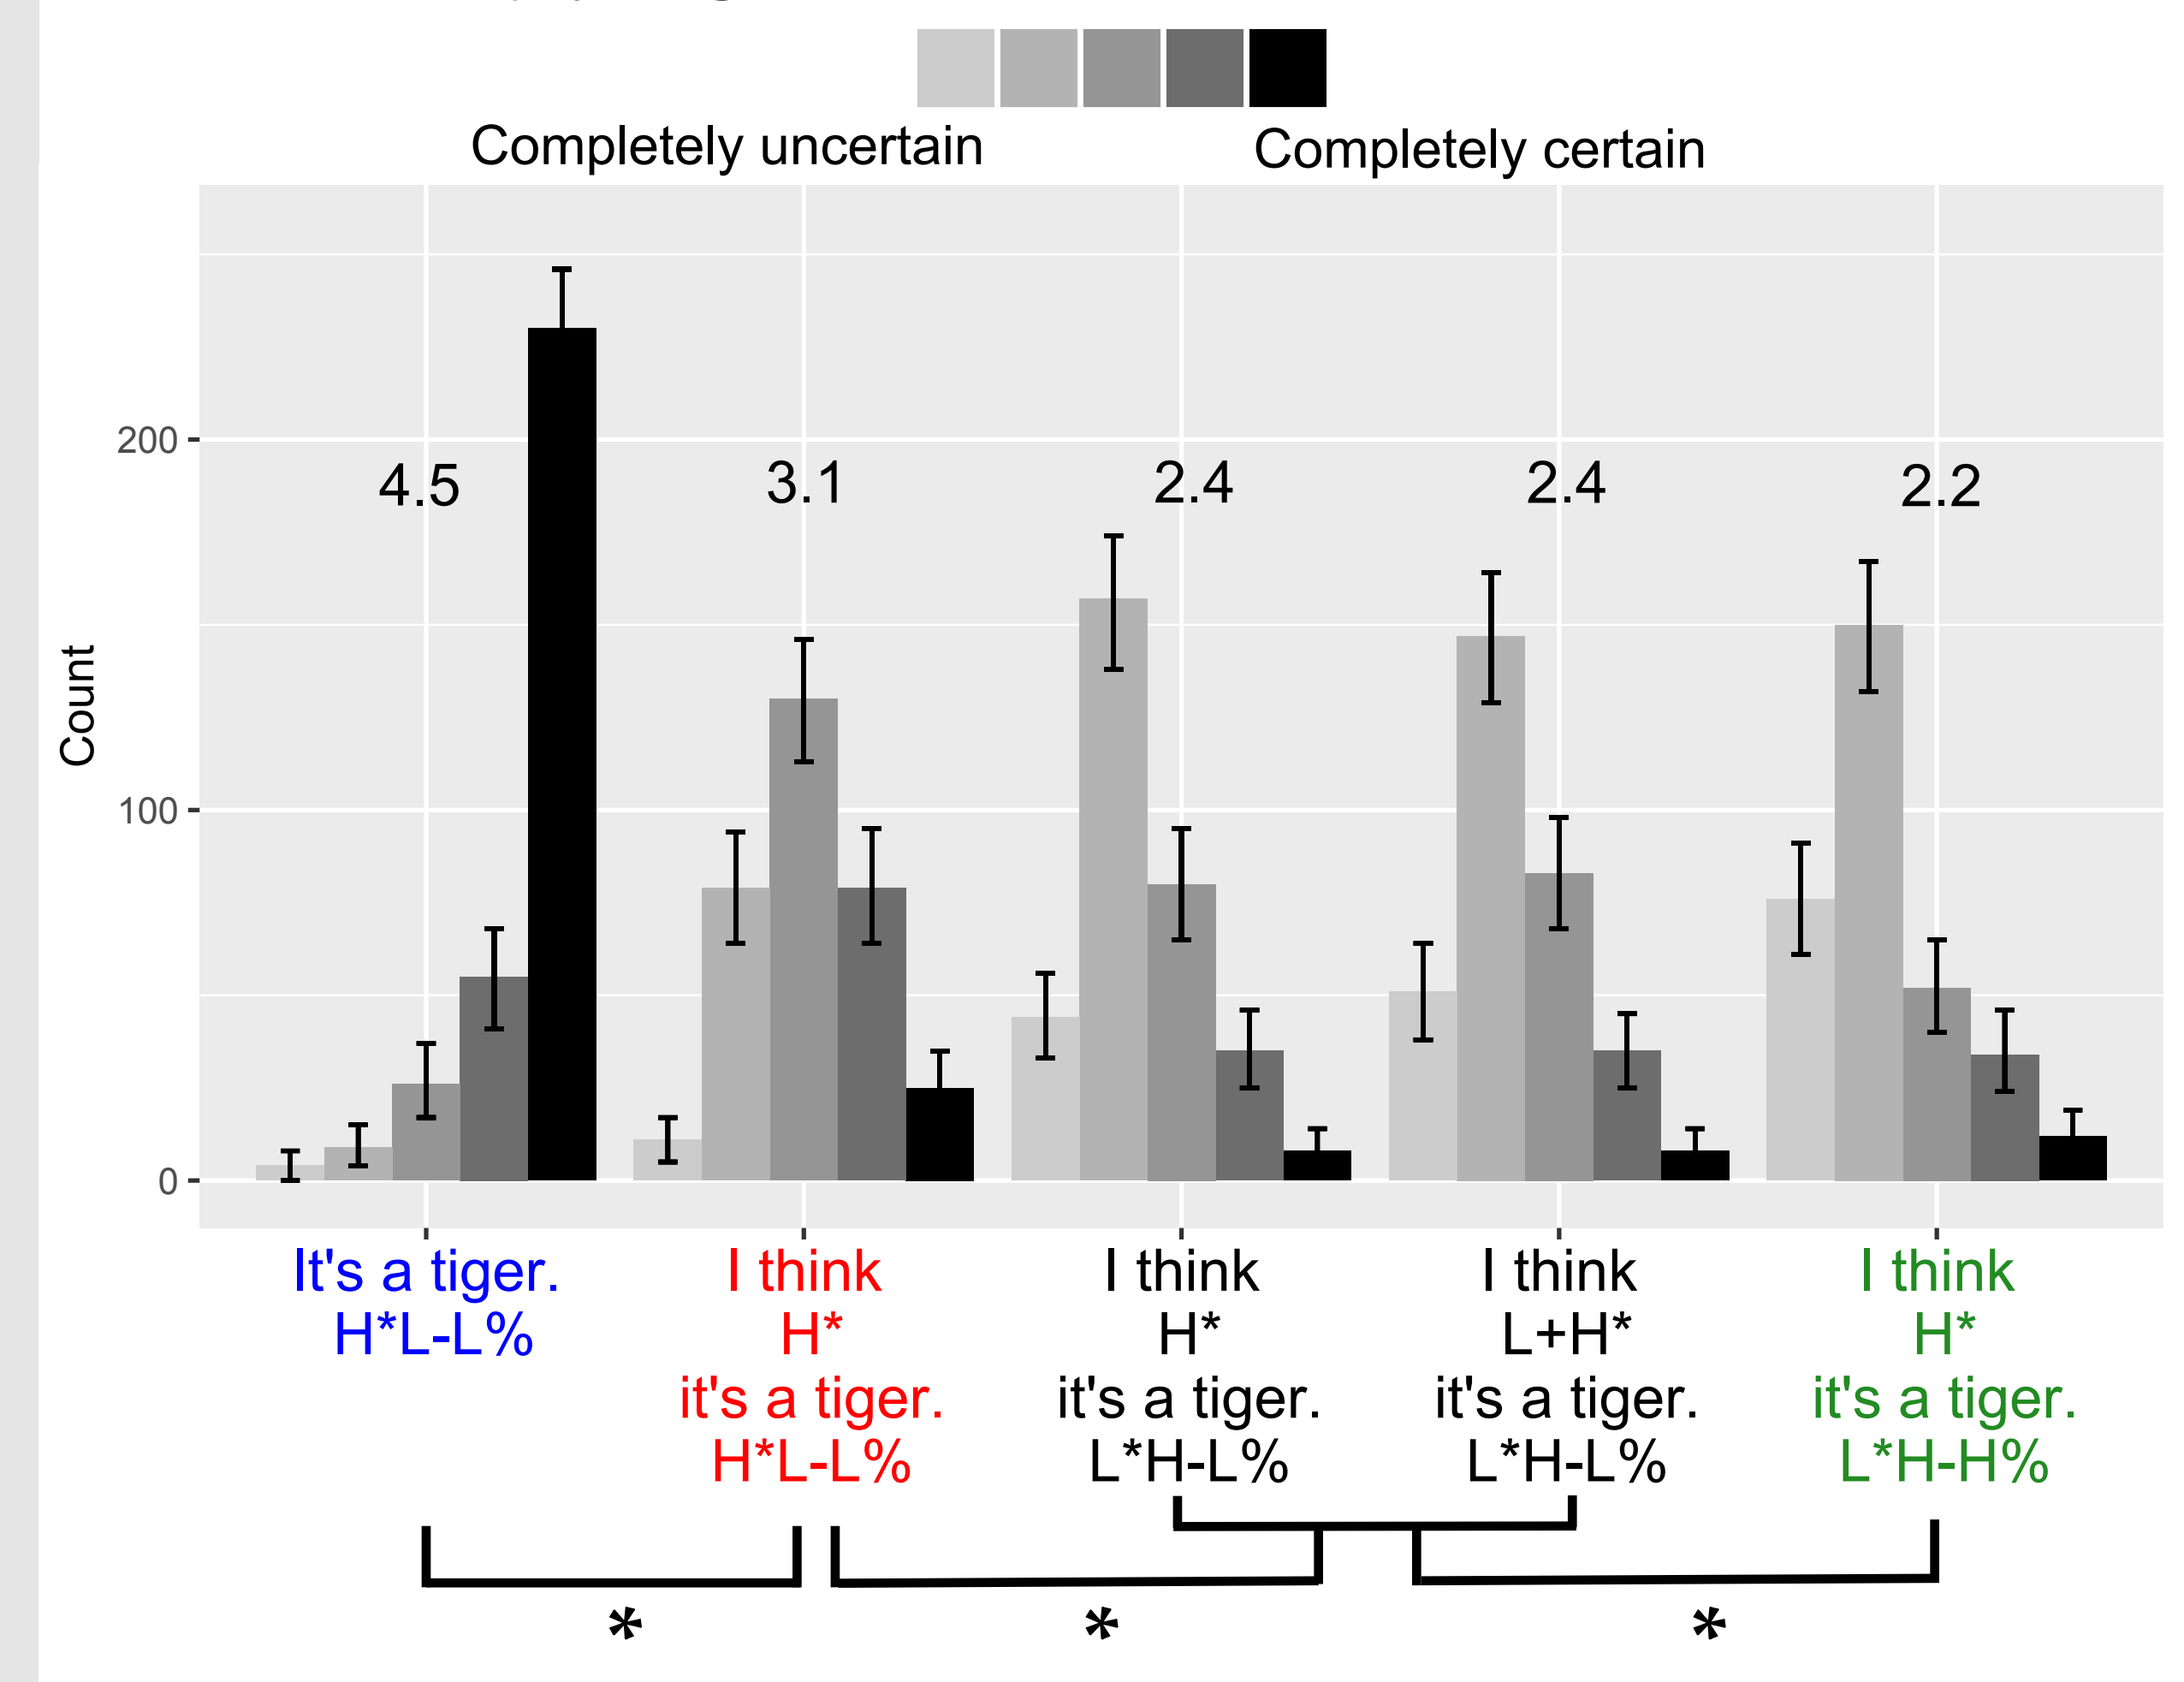 Completely uncertain
Completely certain
200
100
0
Count
4.5
3.1
2.4
2.4
2.2
It's a tiger.
H*L-L%
I think
H*
it's a tiger.
H*L-L%
I think
H*
it's a tiger.
L*H-L%
I think
L+H*
it's a tiger.
L*H-L%
I think
H*
it's a tiger.
L*H-H%
*
*
*